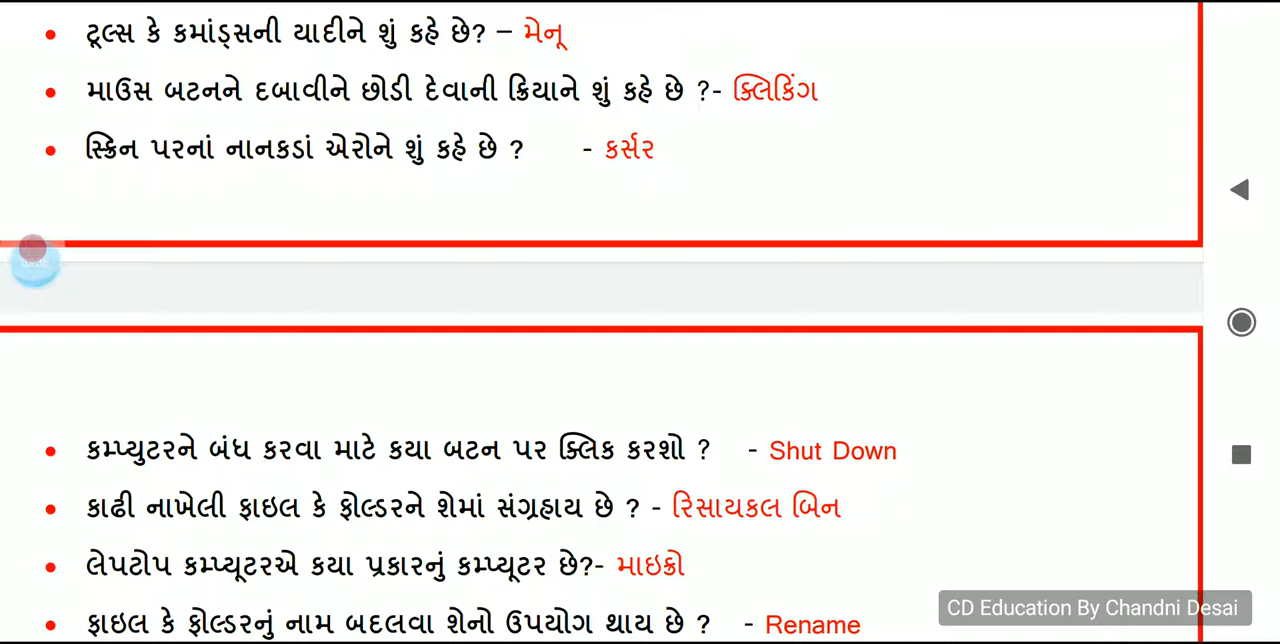 • ટૂલ્સ કે કમાંડ્સની યાદીને શું કહે છે? – મેનૂ
• માઉસ બટનને દબાવીને છોડી દેવાની ક્રિયાને શું કહે છે ?- ક્લિકિંગ
• સ્ક્રિન પરનાં નાનકડાં એરોને શું કહે છે ? - કર્સર
• કમ્પ્યુટરને બંધ કરવા માટે કયા બટન પર ક્લિક કરશો ? - Shut Down
• કાઢી નાખેલી ફાઇલ કે ફોલ્ડરને શેમાં સંગ્રહાય છે ? - રિસાયકલ બિન
• લેપટોપ કમ્પ્યૂટરએ કયા પ્રકારનું કમ્પ્યૂટર છે?- માઇક્રો
• ફાઇલ કે ફોલ્ડરનું નામ બદલવા શેનો ઉપયોગ થાય છે ? - Rename
CD Education By Chandni Desai